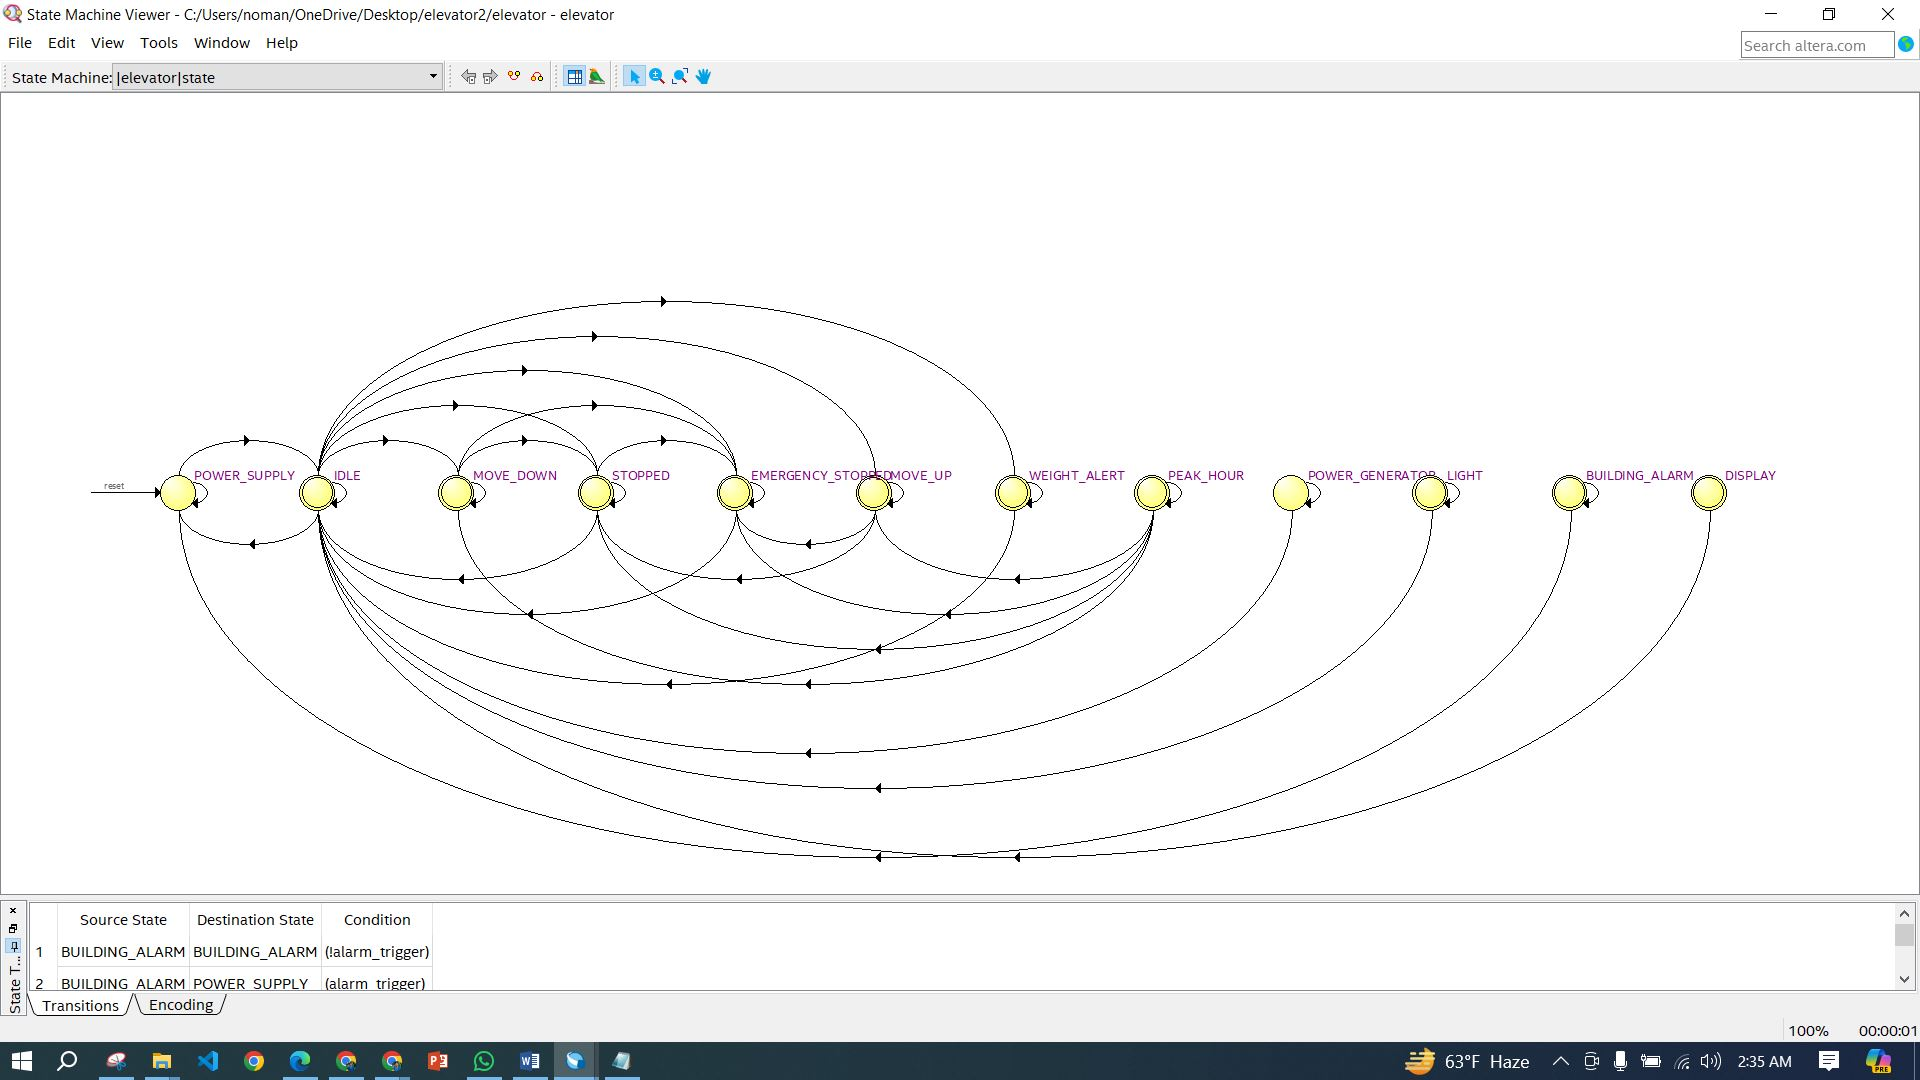 State Machine Viewer - C:/Users/noman/OneDrive/Desktop/elevator2/elevator - elevator
File Edit View Tools Window Help
Search altera.com
State Machine: |elevator|state
reset
POWER_SUPPLY IDLE MOVE_DOWN STOPPED EMERGENCY_STOPPED MOVE_UP WEIGHT_ALERT PEAK_HOUR POWER_GENERATOR LIGHT BUILDING_ALARM DISPLAY
Source State Destination State Condition
1 BUILDING_ALARM BUILDING_ALARM (!alarm_trigger)
2 BUILDING_ALARM POWER_SUPPLY (alarm_trigger)
State T...
Transitions Encoding
100% 00:00:01
63°F Haze 2:35 AM
PRE